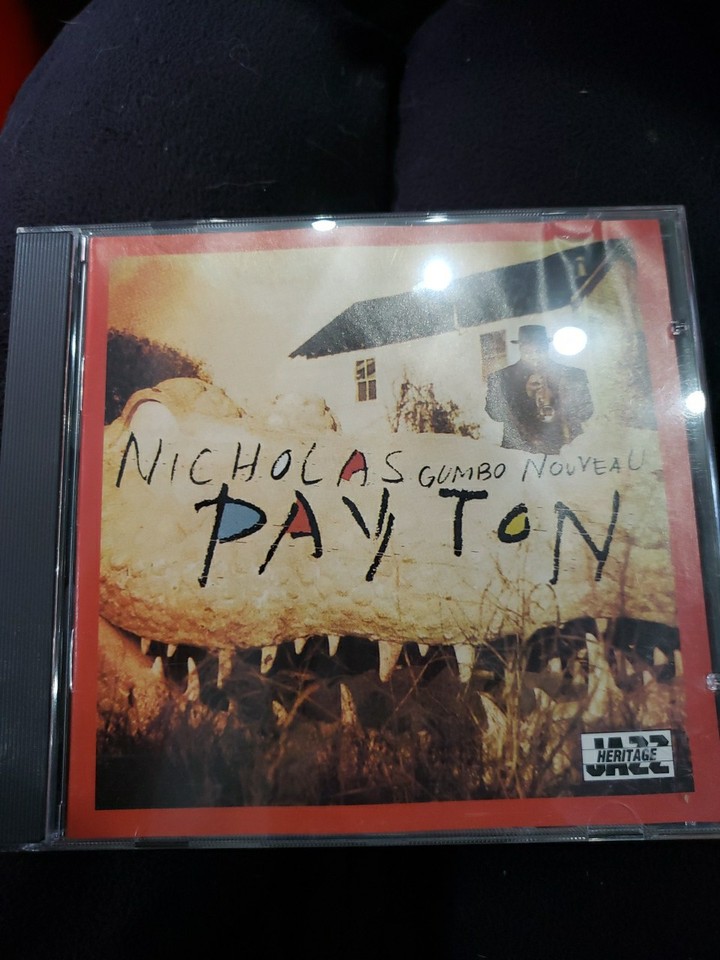 NICHOLAS GUMBO NOUVEAU
PAYTON
JAZZ
HERITAGE